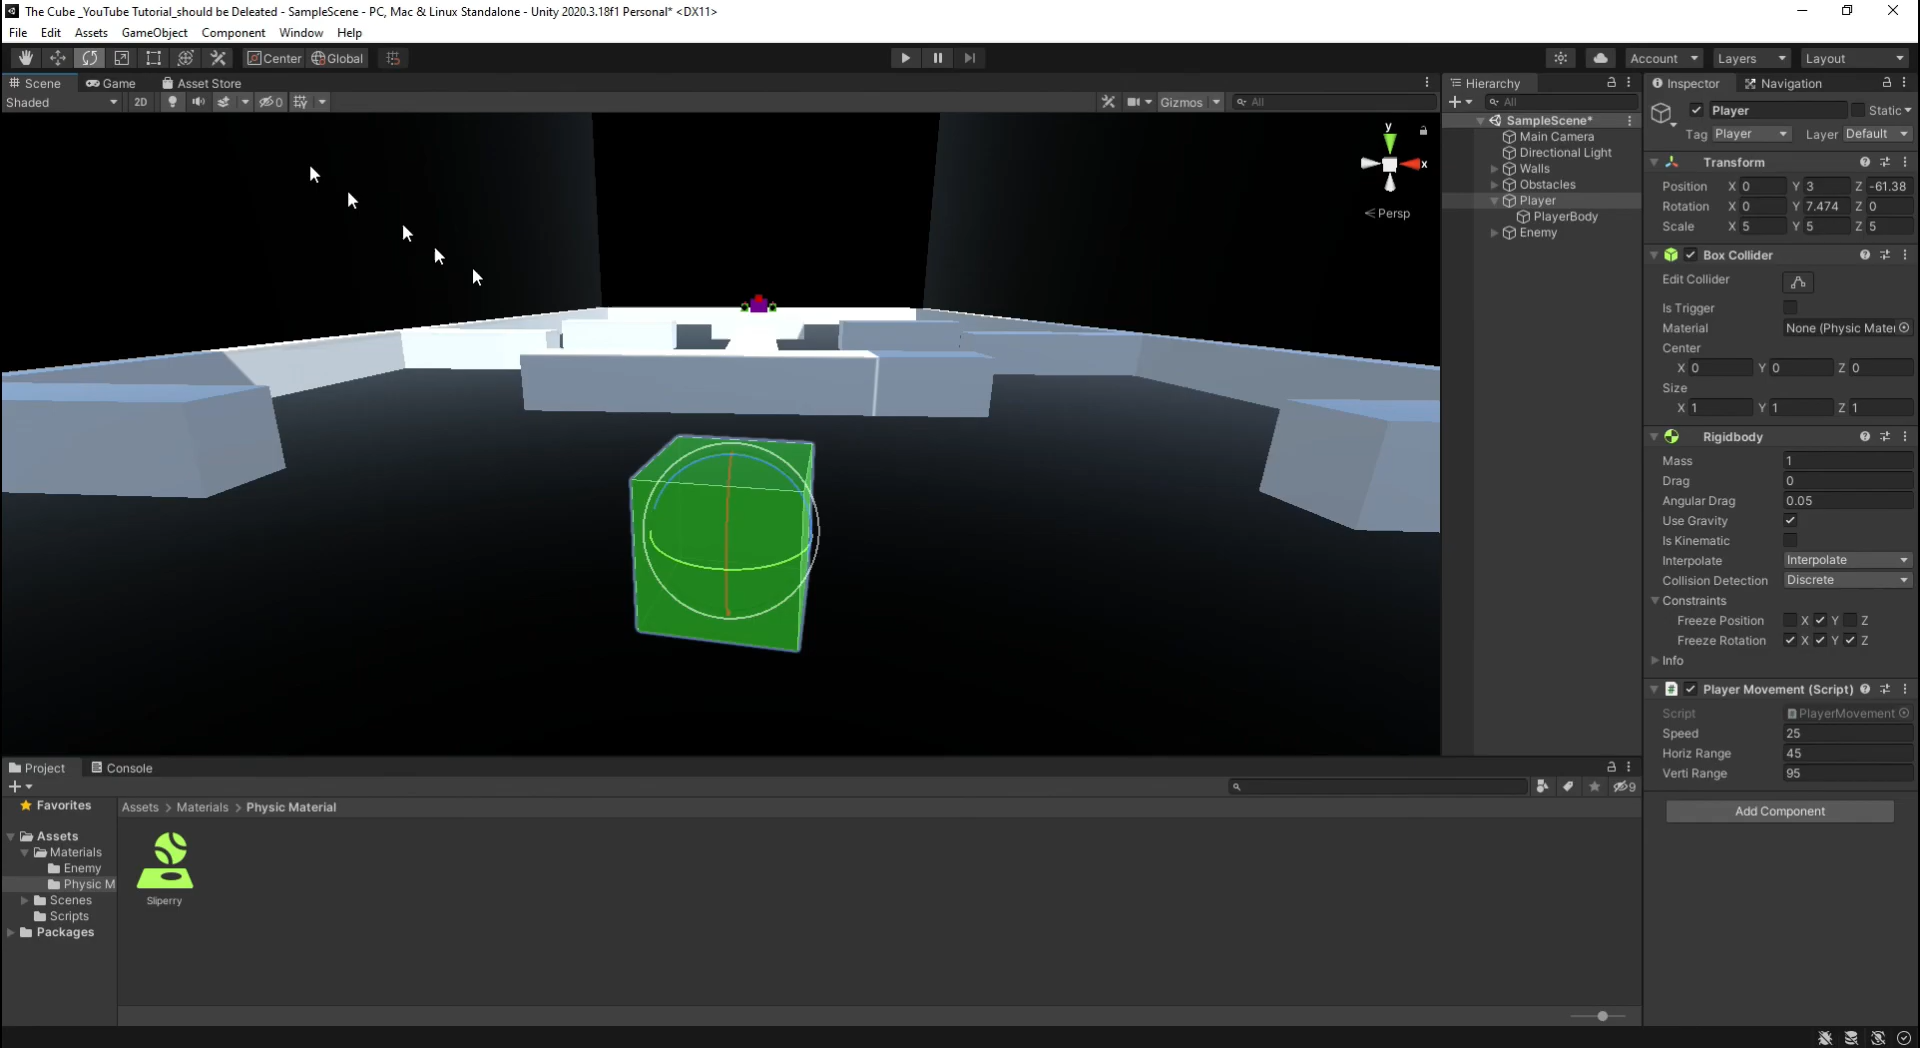 The Cube _YouTube Tutorial_should be Deleated - SampleScene - PC, Mac & Linux Standalone - Unity 2020.3.18f1 Personal* <DX11>
File Edit Assets GameObject Component Window Help
Center Global Account Layers Layout
Scene Game Asset Store
Shaded 2D 0 Gizmos All
y
x
Persp
Hierarchy
All
SampleScene*
Main Camera
Directional Light
Walls
Obstacles
Player
PlayerBody
Enemy
Inspector Navigation
Player Static
Tag Player Layer Default
Transform
Position X 0 Y 3 Z -61.38
Rotation X 0 Y 7.474 Z 0
Scale X 5 Y 5 Z 5
Box Collider
Edit Collider
Is Trigger
Material None (Physic Mater
Center
X 0 Y 0 Z 0
Size
X 1 Y 1 Z 1
Rigidbody
Mass 1
Drag 0
Angular Drag 0.05
Use Gravity
Is Kinematic
Interpolate Interpolate
Collision Detection Discrete
Constraints
Freeze Position X Y Z
Freeze Rotation X Y Z
Info
Player Movement (Script)
Script PlayerMovement
Speed 25
Horiz Range 45
Verti Range 95
Add Component
Project Console
9
Favorites
Assets
Materials
Enemy
Physic M
Scenes
Scripts
Packages
Assets > Materials > Physic Material
Sliperry